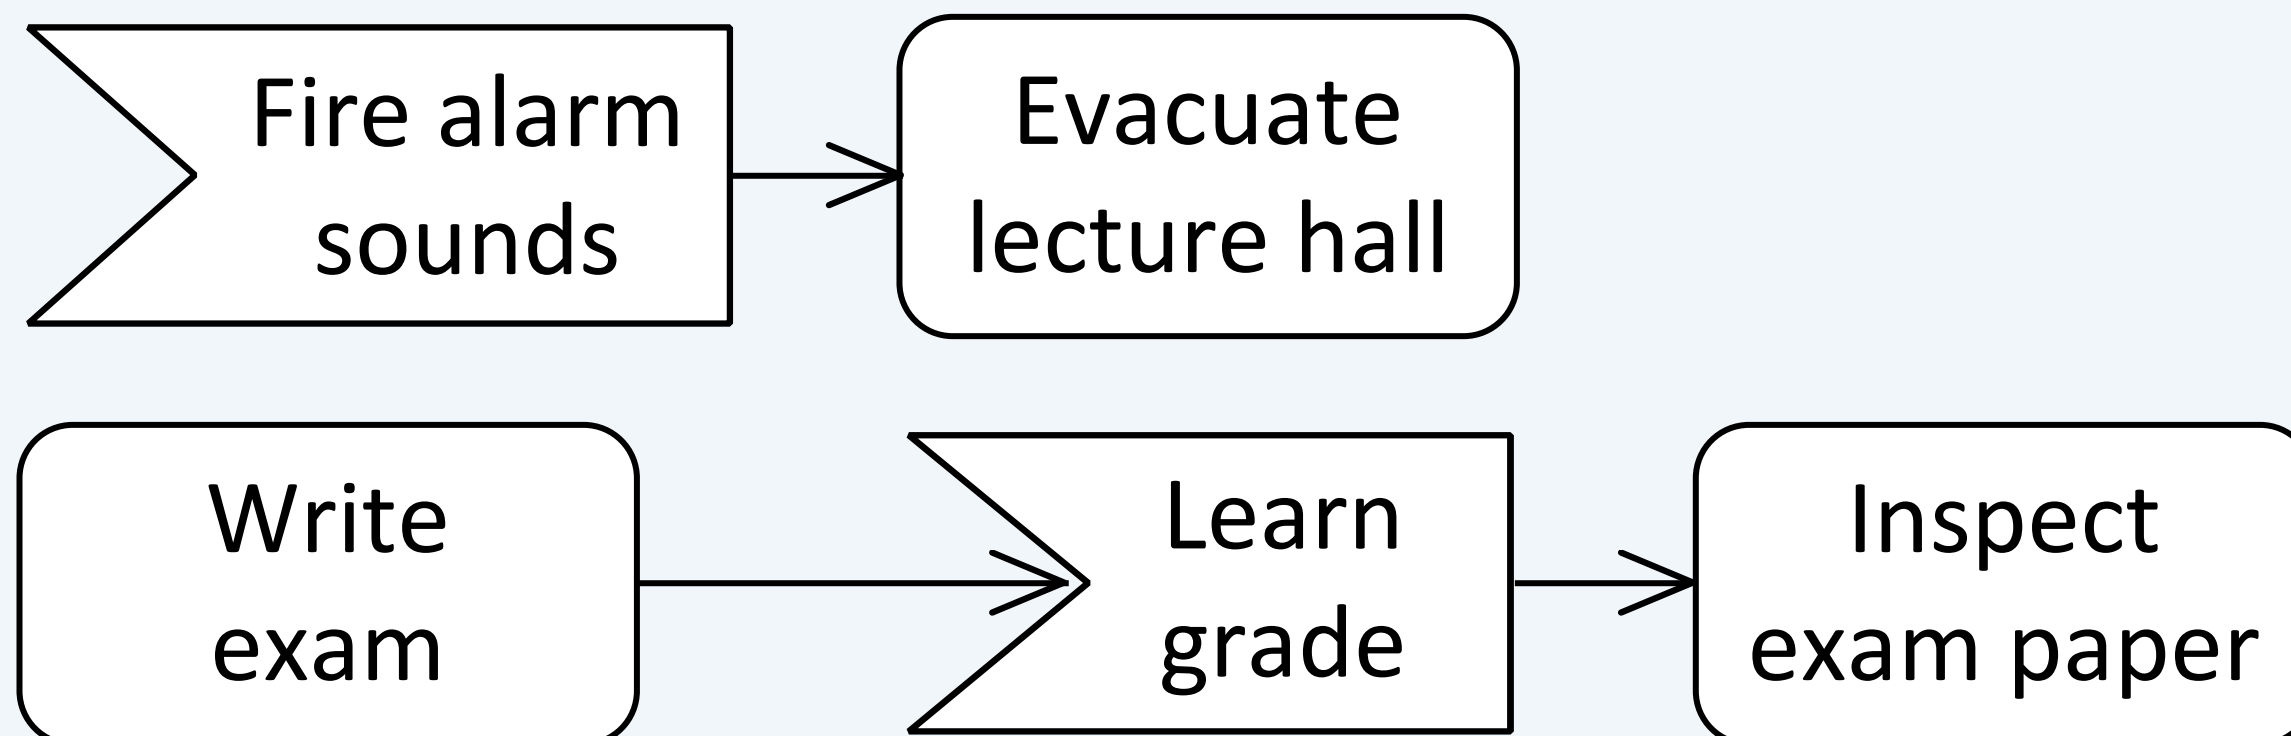 Fire alarm
sounds
Evacuate
lecture hall
Write
exam
Learn
grade
Inspect
exam paper